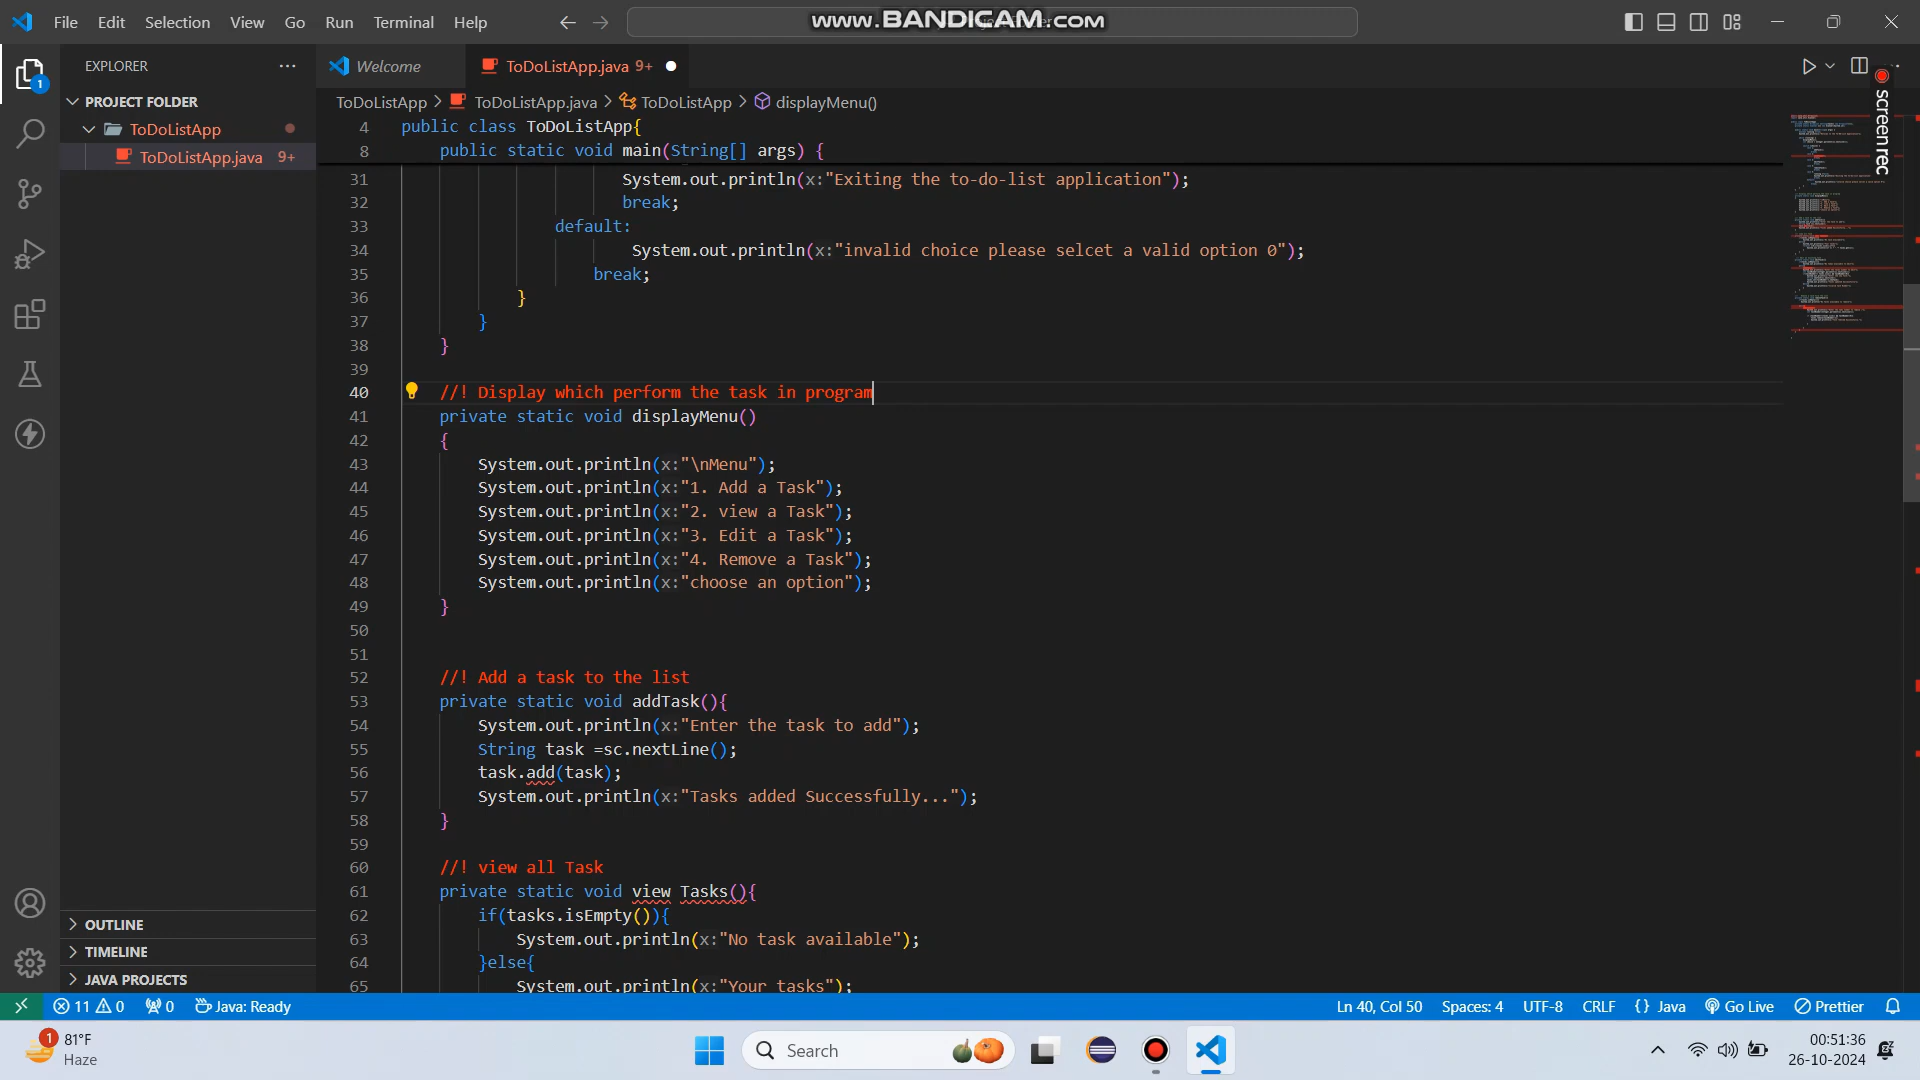 File Edit Selection View Go Run Terminal Help
www.BANDICAM.com
EXPLORER
Welcome
ToDoListApp.java 9+
PROJECT FOLDER
ToDoListApp
ToDoListApp.java 9+
ToDoListApp > ToDoListApp.java > ToDoListApp > displayMenu()
screen rec
4 public class ToDoListApp{
8 public static void main(String[] args) {
31 System.out.println(x:"Exiting the to-do-list application");
32 break;
33 default:
34 System.out.println(x:"invalid choice please selcet a valid option 0");
35 break;
36 }
37 }
38 }
39
40 //! Display which perform the task in program
41 private static void displayMenu()
42 {
43 System.out.println(x:"\nMenu");
44 System.out.println(x:"1. Add a Task");
45 System.out.println(x:"2. view a Task");
46 System.out.println(x:"3. Edit a Task");
47 System.out.println(x:"4. Remove a Task");
48 System.out.println(x:"choose an option");
49 }
50
51
52 //! Add a task to the list
53 private static void addTask(){
54 System.out.println(x:"Enter the task to add");
55 String task =sc.nextLine();
56 task.add(task);
57 System.out.println(x:"Tasks added Successfully...");
58 }
59
60 //! view all Task
61 private static void view Tasks(){
62 if(tasks.isEmpty()){
63 System.out.println(x:"No task available");
64 }else{
65 System.out.println(x:"Your tasks");
OUTLINE
TIMELINE
JAVA PROJECTS
11 0 0 Java: Ready
Ln 40, Col 50 Spaces: 4 UTF-8 CRLF {} Java Go Live Prettier
1
81°F
Haze
Search
00:51:36
26-10-2024